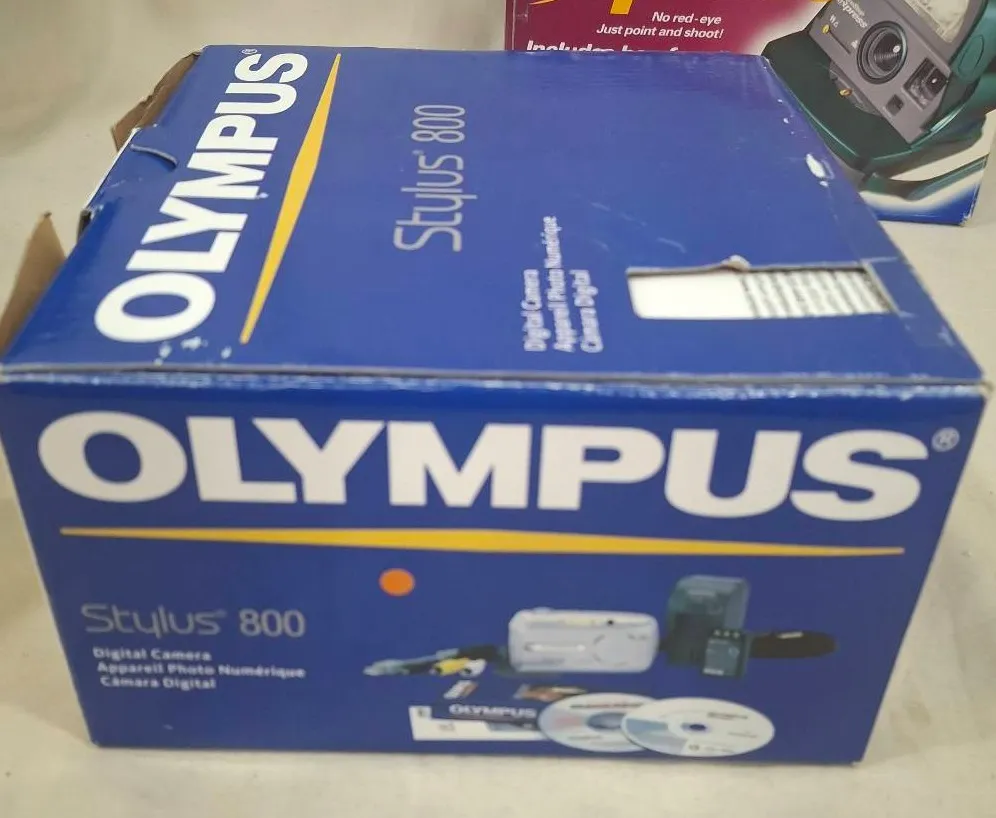 No red-eye
Just point and shoot!
OLYMPUS®
Stylus® 800
Digital Camera
Appareil Photo Numérique
Cámara Digital
OLYMPUS®
Stylus® 800
Digital Camera
Appareil Photo Numérique
Cámara Digital
OLYMPUS